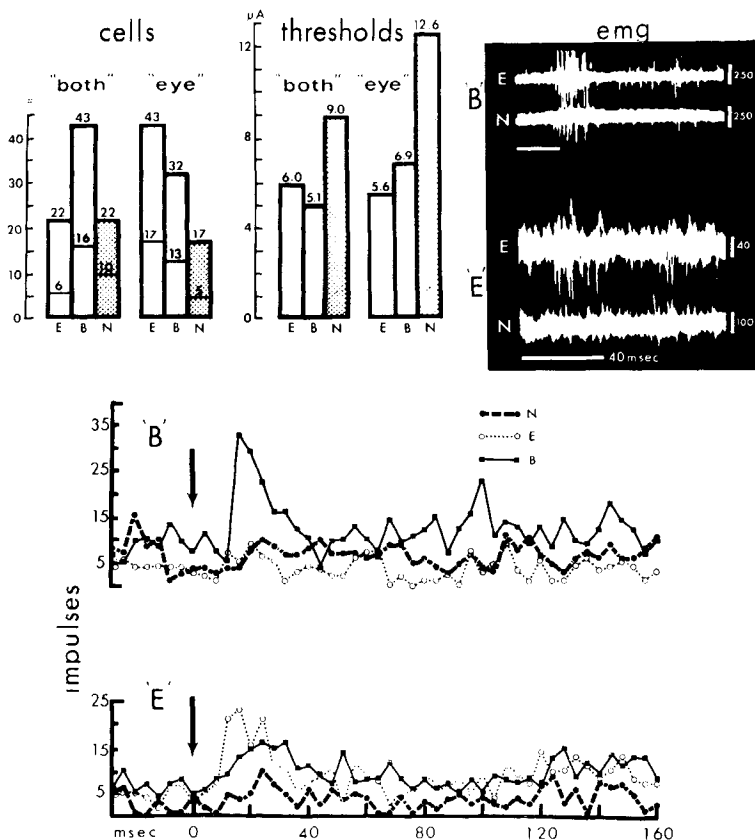 cells
"both" "eye"
43 43
32
22 22
17 17
16 13
10
6 5
40
30
20
10
0
E B N E B N
thresholds
μA
12.6
12
"both" "eye"
9.0
8
6.0 5.1 5.6 6.9
4
0
E B N E B N
emg
'B'
E 250
N 250
'E'
E 40
N 100
40 msec
impulses
'B'
35
25
15
5
N
E
B
'E'
25
15
5
msec 0 40 80 120 160